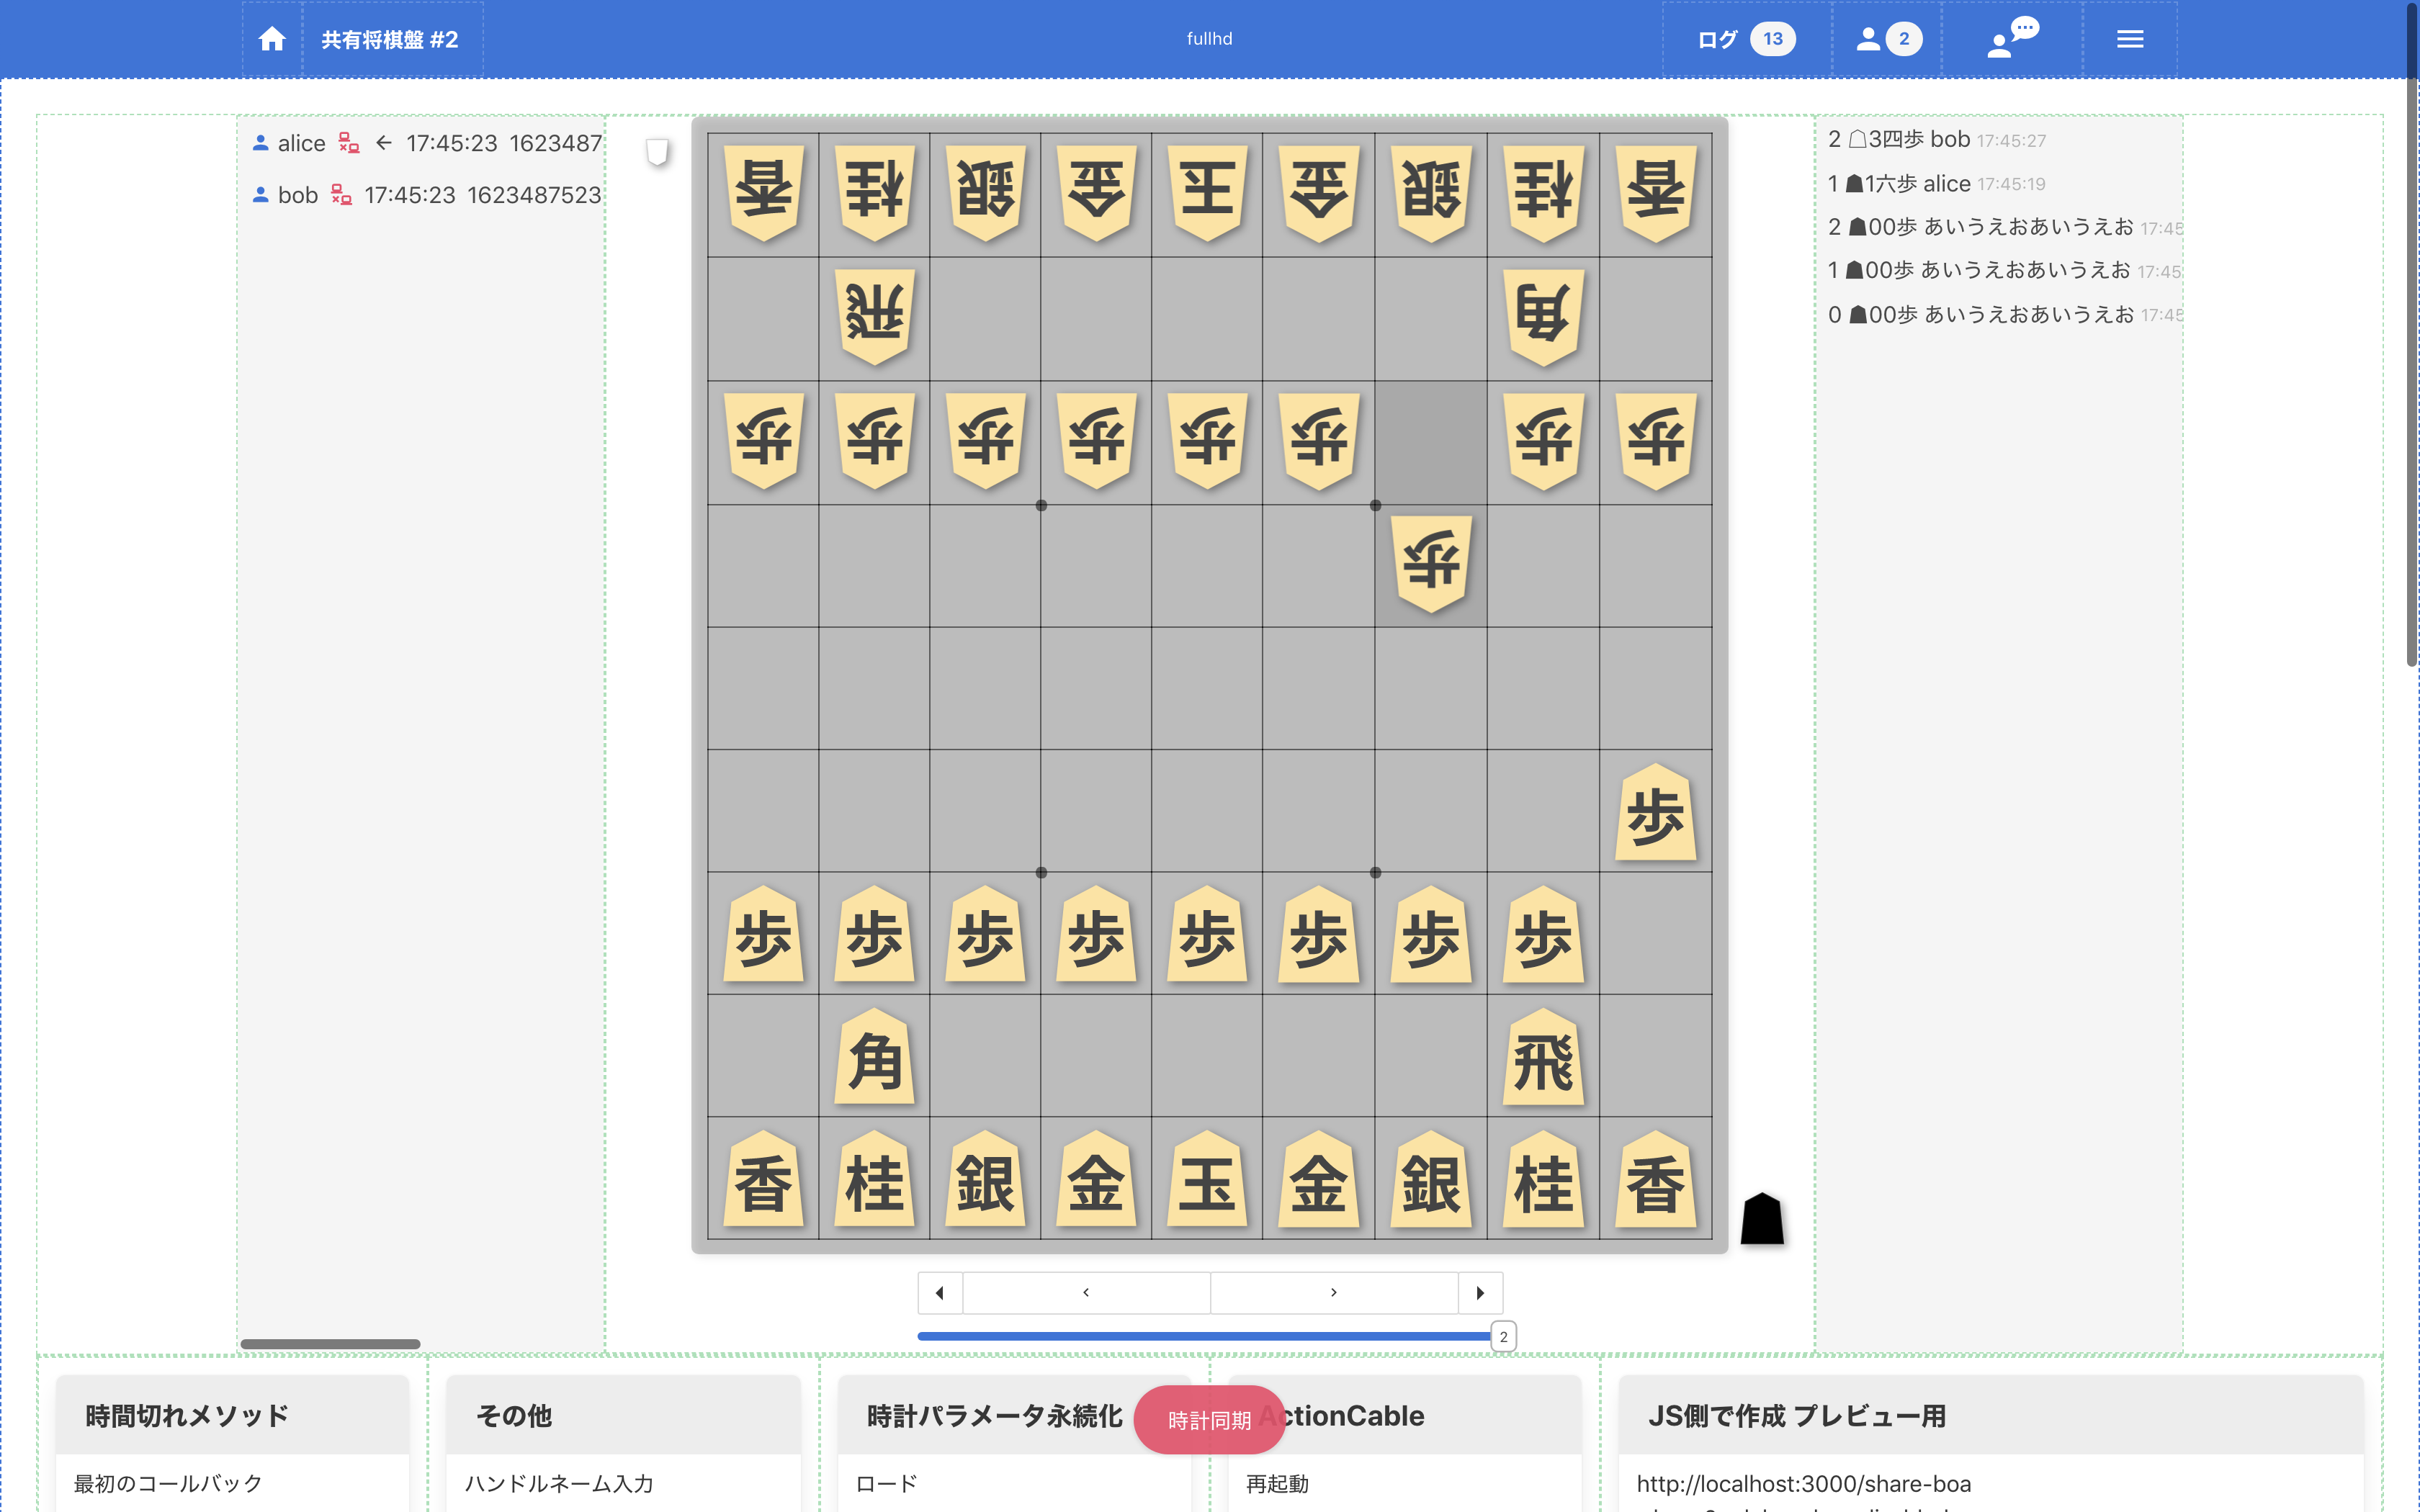 共有将棋盤 #2
fullhd
ログ 13
2
alice ← 17:45:23 1623487
bob 17:45:23 1623487523
2 ☖3四歩 bob 17:45:27
1 ☗1六歩 alice 17:45:19
2 ☗00歩 あいうえおあいうえお 17:45
1 ☗00歩 あいうえおあいうえお 17:45
0 ☗00歩 あいうえおあいうえお 17:45
香 桂 銀 金 玉 金 銀 桂 香
飛 角
歩 歩 歩 歩 歩 歩 歩 歩
歩
歩
歩 歩 歩 歩 歩 歩 歩 歩
角 飛
香 桂 銀 金 玉 金 銀 桂 香
2
時間切れメソッド
最初のコールバック
その他
ハンドルネーム入力
時計パラメータ永続化
ロード
時計同期
ActionCable
再起動
JS側で作成 プレビュー用
http://localhost:3000/share-boa